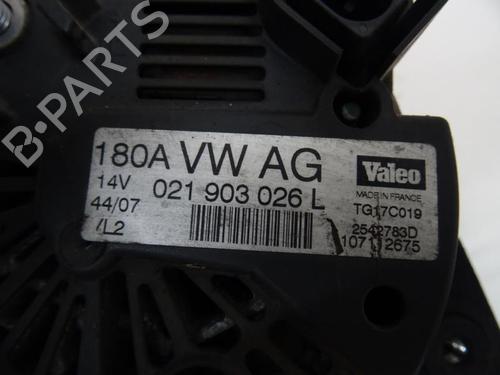 180A VW AG
14V 021 903 026 L
44/07
/L2
Valeo
MADE IN FRANCE
TG17C019
2542783D
107112675
B-Parts